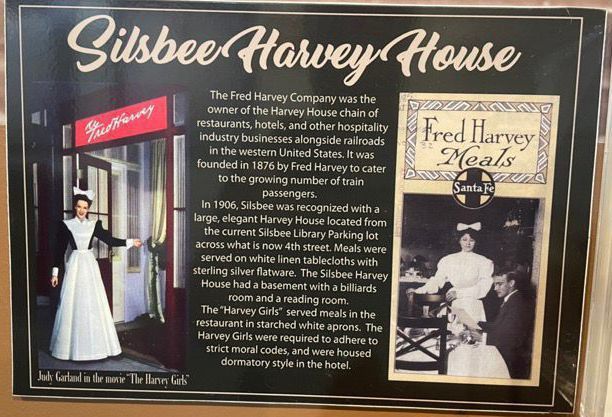 Silsbee Harvey House
Fred Harvey
The Fred Harvey Company was the
owner of the Harvey House chain of
restaurants, hotels, and other hospitality
industry businesses alongside railroads
in the western United States. It was
founded in 1876 by Fred Harvey to cater
to the growing number of train
passengers.
In 1906, Silsbee was recognized with a
large, elegant Harvey House located from
the current Silsbee Library Parking lot
across what is now 4th street. Meals were
served on white linen tablecloths with
sterling silver flatware. The Silsbee Harvey
House had a basement with a billiards
room and a reading room.
The "Harvey Girls" served meals in the
restaurant in starched white aprons. The
Harvey Girls were required to adhere to
strict moral codes, and were housed
dormatory style in the hotel.
Judy Garland in the movie "The Harvey Girls"
Fred Harvey
Meals
Santa Fe